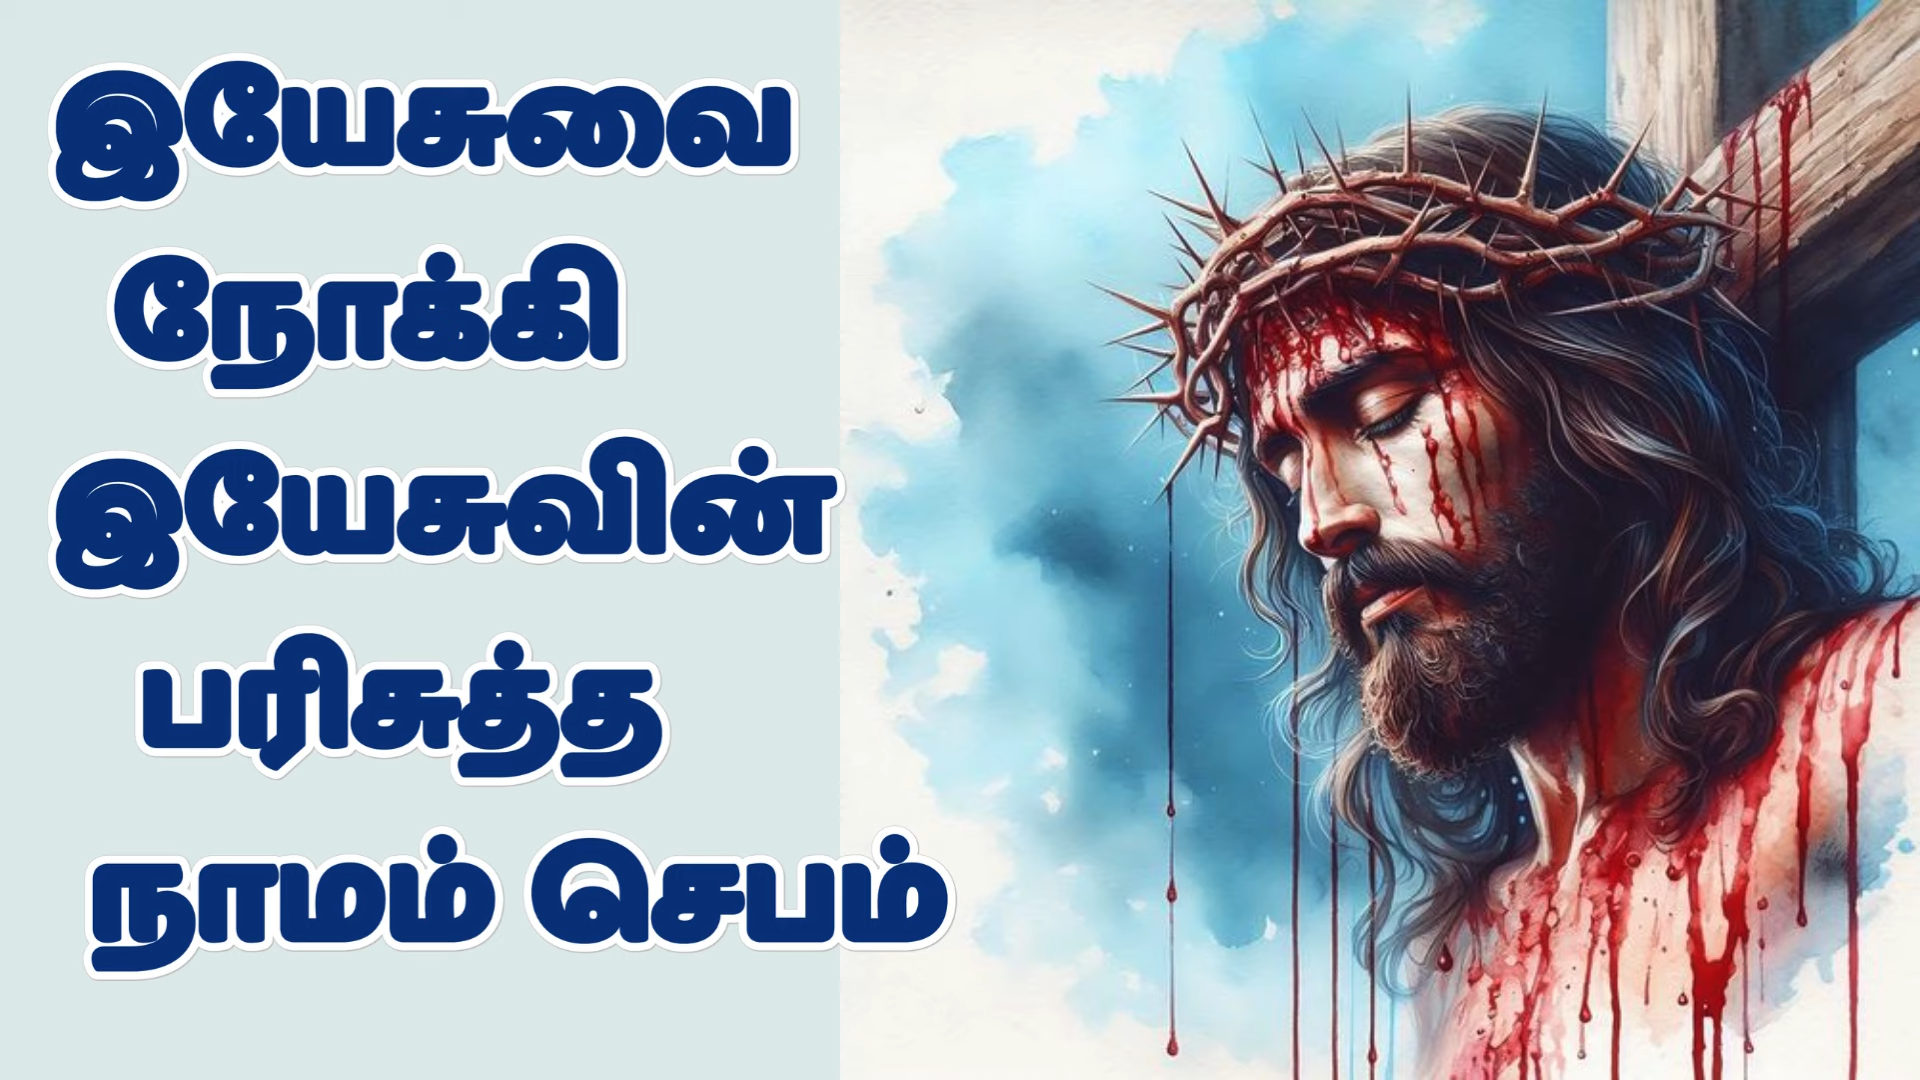 இயேசுவை
நோக்கி
இயேசுவின்
பரிசுத்த
நாமம் செபம்